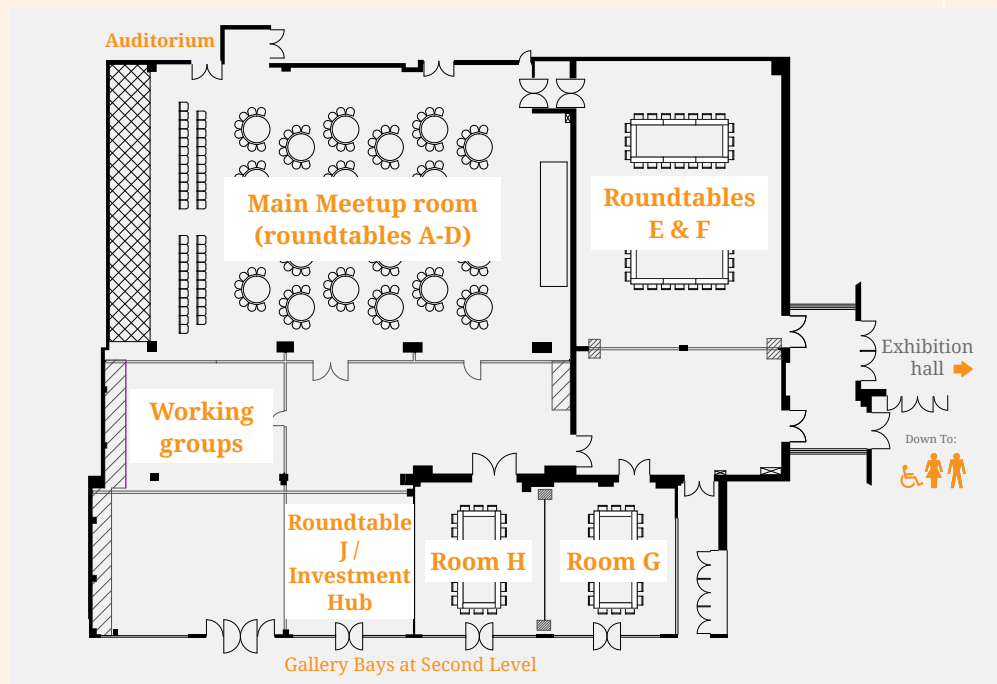 Auditorium
Main Meetup room
(roundtables A-D)
Roundtables
E & F
Exhibition
hall
Working
groups
Down To:
Roundtable
J /
Investment
Hub
Room H
Room G
Gallery Bays at Second Level